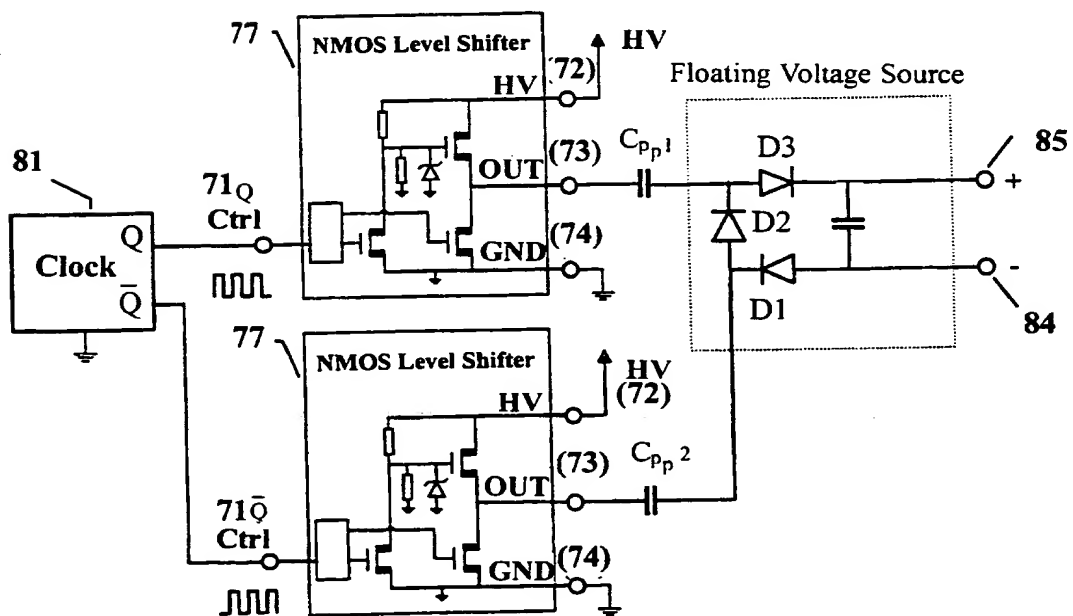 77
NMOS Level Shifter
HV
(72)
HV
Floating Voltage Source
Cpp1
D3
85
+
(73)
OUT
81
71Q
Ctrl
D2
Q
(74)
GND
Clock
D1
-
84
Q̅
77
NMOS Level Shifter
HV
(72)
HV
(73)
Cpp2
OUT
71Q̅
Ctrl
(74)
GND